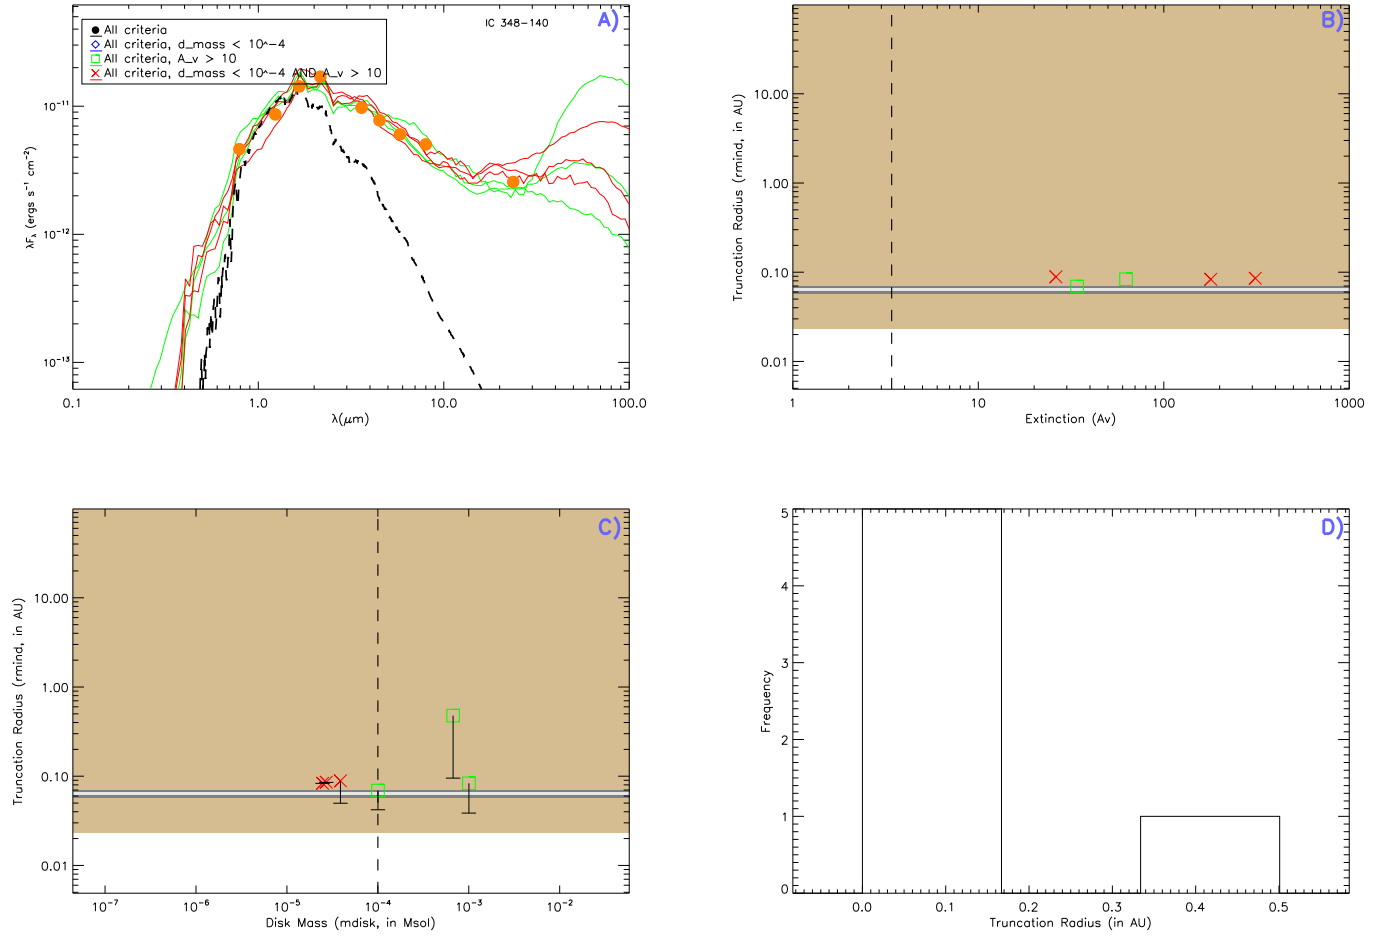 All criteria
All criteria, d_mass < 10^-4
All criteria, A_v > 10
All criteria, d_mass < 10^-4 AND A_v > 10
IC 348-140
A)
10⁻¹¹
10⁻¹²
10⁻¹³
λFλ (ergs s⁻¹ cm⁻²)
0.1
1.0
10.0
100.0
λ(μm)
B)
10.00
1.00
0.10
0.01
Truncation Radius (rmind, in AU)
1
10
100
1000
Extinction (Av)
C)
10.00
1.00
0.10
0.01
Truncation Radius (rmind, in AU)
10⁻⁷
10⁻⁶
10⁻⁵
10⁻⁴
10⁻³
10⁻²
Disk Mass (mdisk, in Msol)
D)
5
4
3
2
1
0
Frequency
0.0
0.1
0.2
0.3
0.4
0.5
Truncation Radius (in AU)